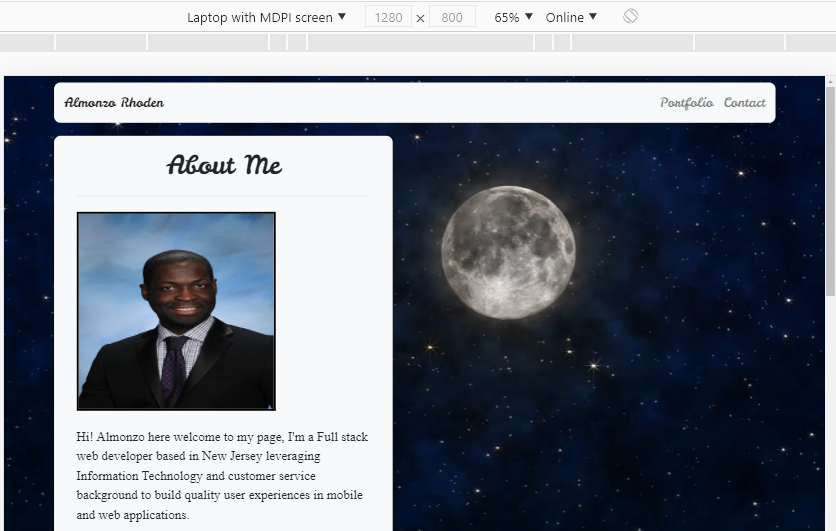 Laptop with MDPI screen ▼ 1280 × 800 65% ▼ Online ▼
Almonzo Rhoden Portfolio Contact
About Me
Hi! Almonzo here welcome to my page, I'm a Full stack
web developer based in New Jersey leveraging
Information Technology and customer service
background to build quality user experiences in mobile
and web applications.